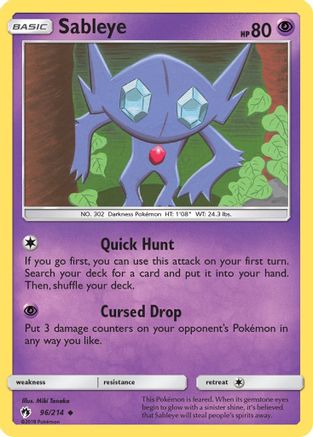 BASIC Sableye HP80
NO. 302 Darkness Pokémon HT: 1'08" WT: 24.3 lbs.
Quick Hunt
If you go first, you can use this attack on your first turn.
Search your deck for a card and put it into your hand.
Then, shuffle your deck.
Cursed Drop
Put 3 damage counters on your opponent's Pokémon in
any way you like.
weakness resistance retreat
Illus. Miki Tanaka
96/214
©2018 Pokémon
This Pokémon is feared. When its gemstone eyes
begin to glow with a sinister shine, it's believed
that Sableye will steal people's spirits away.